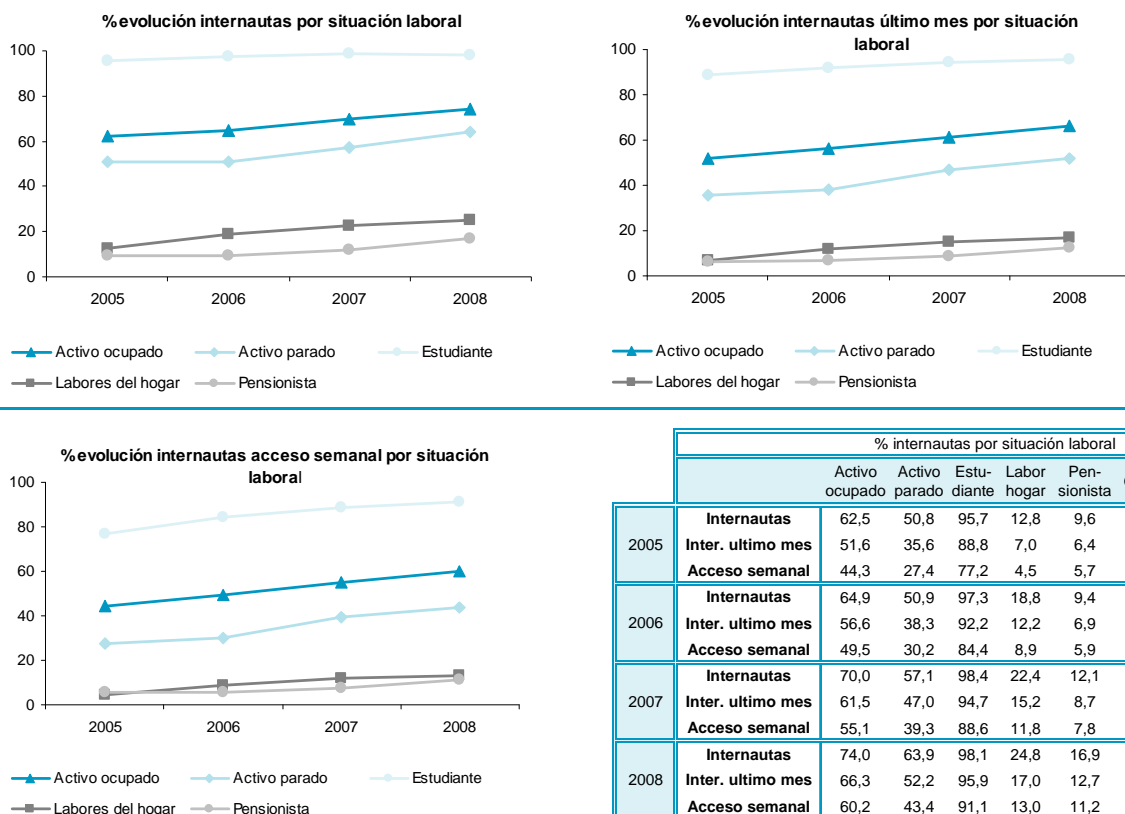 %evolución internautas por situación laboral
100
80
60
40
20
0
2005 2006 2007 2008
Activo ocupado Activo parado Estudiante
Labores del hogar Pensionista
%evolución internautas último mes por situación
laboral
100
80
60
40
20
0
2005 2006 2007 2008
Activo ocupado Activo parado Estudiante
Labores del hogar Pensionista
%evolución internautas acceso semanal por situación
laboral
100
80
60
40
20
0
2005 2006 2007 2008
Activo ocupado Activo parado Estudiante
Labores del hogar Pensionista
% internautas por situación laboral
Activo Activo Estu- Labor Pen-
ocupado parado diante hogar sionista
Internautas 62,5 50,8 95,7 12,8 9,6
2005 Inter. ultimo mes 51,6 35,6 88,8 7,0 6,4
Acceso semanal 44,3 27,4 77,2 4,5 5,7
Internautas 64,9 50,9 97,3 18,8 9,4
2006 Inter. ultimo mes 56,6 38,3 92,2 12,2 6,9
Acceso semanal 49,5 30,2 84,4 8,9 5,9
Internautas 70,0 57,1 98,4 22,4 12,1
2007 Inter. ultimo mes 61,5 47,0 94,7 15,2 8,7
Acceso semanal 55,1 39,3 88,6 11,8 7,8
Internautas 74,0 63,9 98,1 24,8 16,9
2008 Inter. ultimo mes 66,3 52,2 95,9 17,0 12,7
Acceso semanal 60,2 43,4 91,1 13,0 11,2